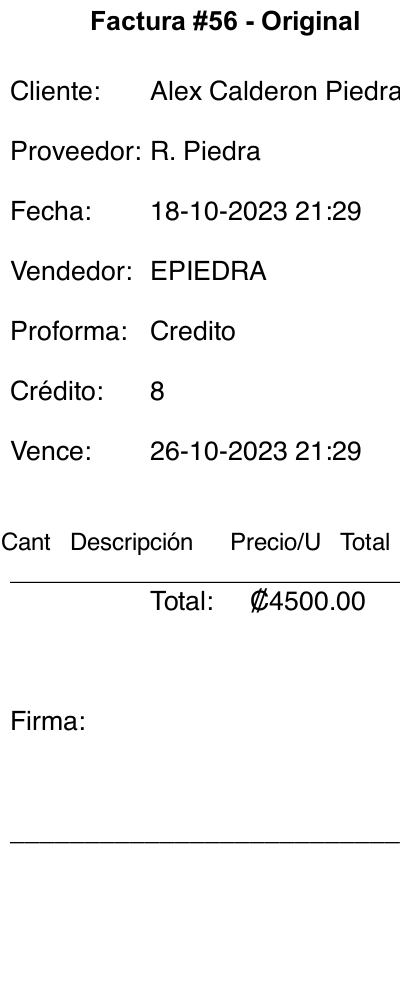 Factura #56 - Original
Cliente: Alex Calderon Piedra
Proveedor: R. Piedra
Fecha: 18-10-2023 21:29
Vendedor: EPIEDRA
Proforma: Credito
Crédito: 8
Vence: 26-10-2023 21:29
Cant Descripción Precio/U Total
Total: ₡4500.00
Firma: